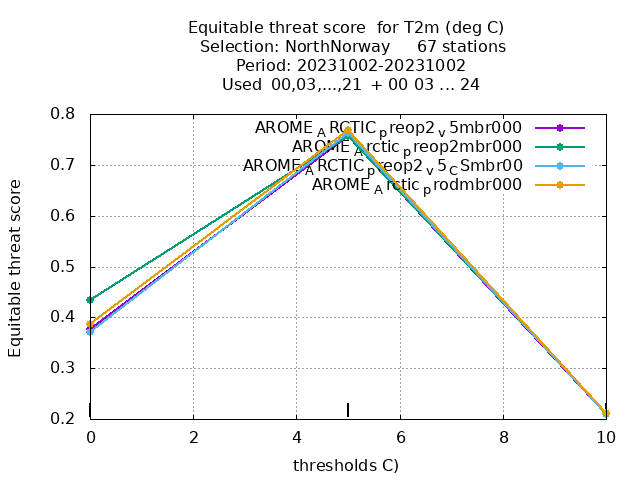 Equitable threat score for T2m (deg C)
Selection: NorthNorway 67 stations
Period: 20231002-20231002
Used 00,03,...,21 + 00 03 ... 24
Equitable threat score
0.8
0.7
0.6
0.5
0.4
0.3
0.2
AROME_ARCTIC_preop2_v5mbr000
AROME_Arctic_preop2mbr000
AROME_ARCTIC_preop2_v5_CSmbr00
AROME_Arctic_prodmbr000
0 2 4 6 8 10
thresholds C)